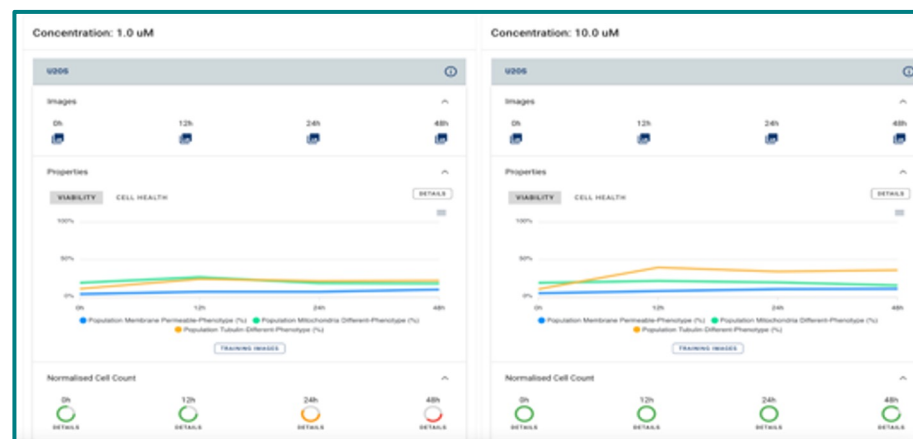 Concentration: 1.0 uM
U2OS
Images
0h 12h 24h 48h
Properties
DETAILS
VIABILITY CELL HEALTH
100%
50%
0%
0h 12h 24h 48h
Population Membrane Permeable-Phenotype (%) Population Mitochondria Different-Phenotype (%)
Population Tubulin-Different-Phenotype (%)
TRAINING IMAGES
Normalised Cell Count
0h 12h 24h 48h
DETAILS DETAILS DETAILS DETAILS
Concentration: 10.0 uM
U2OS
Images
0h 12h 24h 48h
Properties
DETAILS
VIABILITY CELL HEALTH
100%
50%
0%
0h 12h 24h 48h
Population Membrane Permeable-Phenotype (%) Population Mitochondria Different-Phenotype (%)
Population Tubulin Different-Phenotype (%)
TRAINING IMAGES
Normalised Cell Count
0h 12h 24h 48h
DETAILS DETAILS DETAILS DETAILS